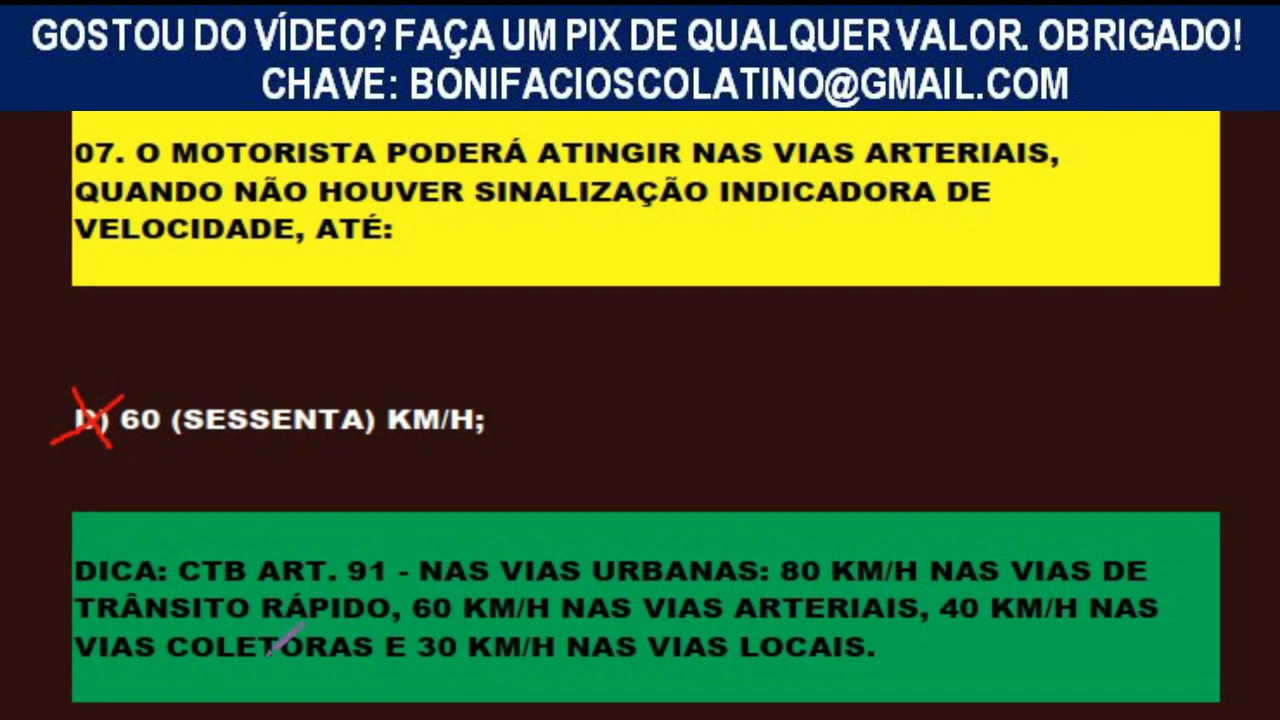 GOSTOU DO VÍDEO? FAÇA UM PIX DE QUALQUER VALOR. OBRIGADO!
CHAVE: BONIFACIOSCOLATINO@GMAIL.COM
07. O MOTORISTA PODERÁ ATINGIR NAS VIAS ARTERIAIS,
QUANDO NÃO HOUVER SINALIZAÇÃO INDICADORA DE
VELOCIDADE, ATÉ:
D) 60 (SESSENTA) KM/H;
DICA: CTB ART. 91 - NAS VIAS URBANAS: 80 KM/H NAS VIAS DE
TRÂNSITO RÁPIDO, 60 KM/H NAS VIAS ARTERIAIS, 40 KM/H NAS
VIAS COLETORAS E 30 KM/H NAS VIAS LOCAIS.